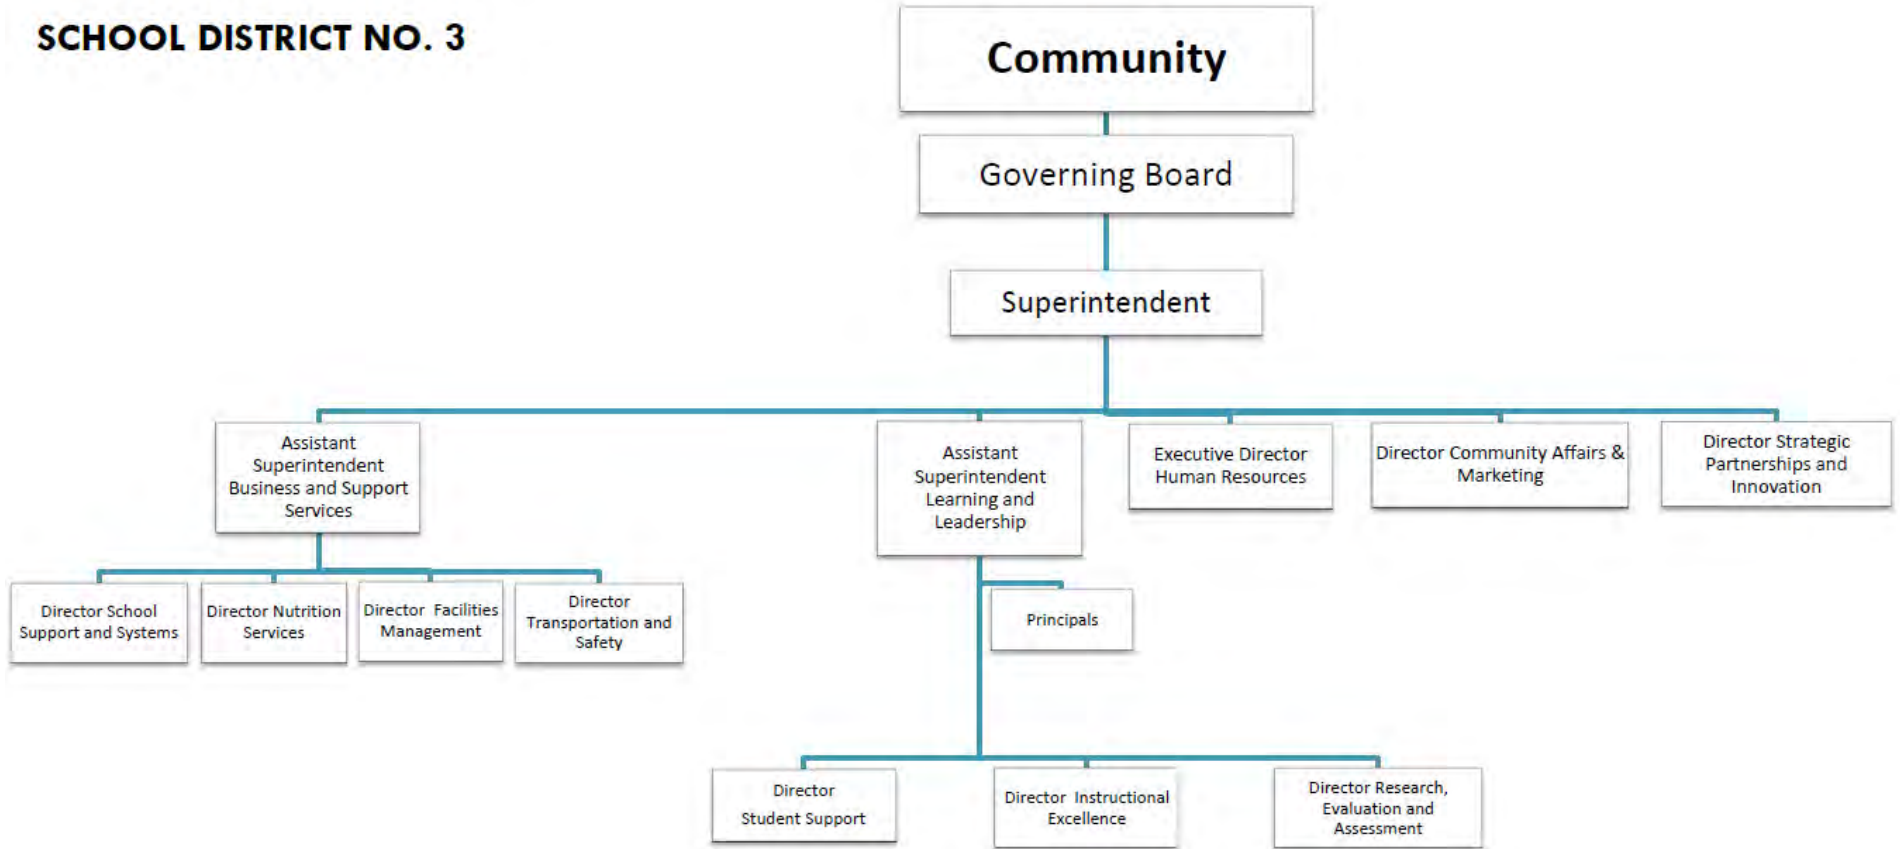 SCHOOL DISTRICT NO. 3
Community
Governing Board
Superintendent
Assistant
Superintendent
Business and Support
Services
Assistant
Superintendent
Learning and
Leadership
Executive Director
Human Resources
Director Community Affairs &
Marketing
Director Strategic
Partnerships and
Innovation
Director School
Support and Systems
Director Nutrition
Services
Director Facilities
Management
Director
Transportation and
Safety
Principals
Director
Student Support
Director Instructional
Excellence
Director Research,
Evaluation and
Assessment